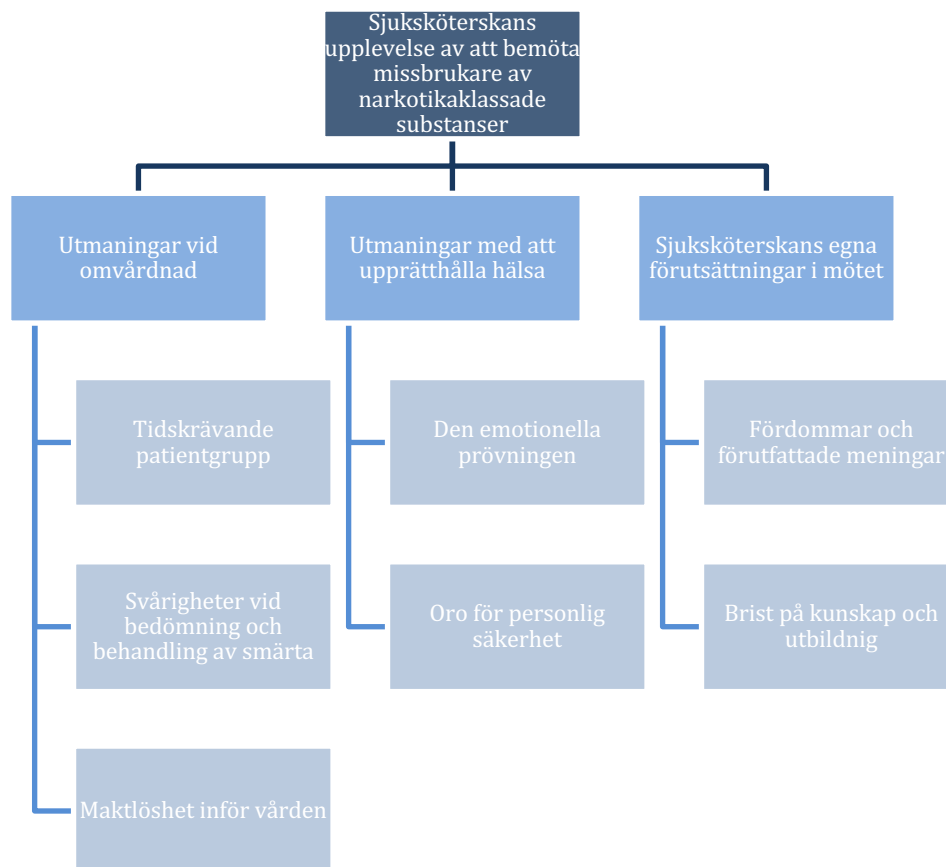 Sjuksköterskans
upplevelse av att bemöta
missbrukare av
narkotikaklassade
substanser
Utmaningar vid
omvårdnad
Utmaningar med att
upprätthålla hälsa
Sjuksköterskans egna
förutsättningar i mötet
Tidskrävande
patientgrupp
Den emotionella
prövningen
Fördommar och
förutfattade meningar
Svårigheter vid
bedömning och
behandling av smärta
Oro för personlig
säkerhet
Brist på kunskap och
utbildnig
Maktlöshet inför vården